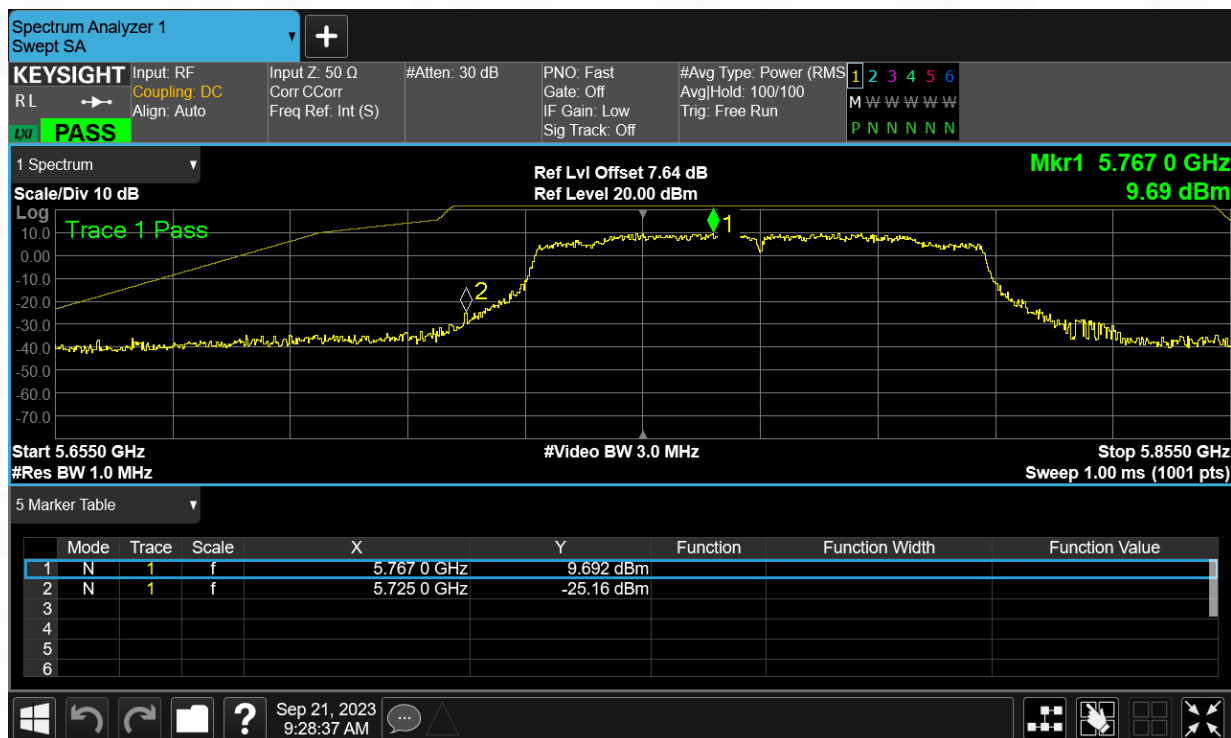 Spectrum Analyzer 1
Swept SA
KEYSIGHT Input: RF Input Z: 50 Ω #Atten: 30 dB PNO: Fast #Avg Type: Power (RMS 1 2 3 4 5 6
R L Coupling: DC Corr CCorr Gate: Off Avg|Hold: 100/100 M W W W W W
Align: Auto Freq Ref: Int (S) IF Gain: Low Trig: Free Run
LXI PASS Sig Track: Off P N N N N N
1 Spectrum Ref Lvl Offset 7.64 dB Mkr1 5.767 0 GHz
Scale/Div 10 dB Ref Level 20.00 dBm 9.69 dBm
Log
Trace 1 Pass
1
2
10.0
0.00
-10.0
-20.0
-30.0
-40.0
-50.0
-60.0
-70.0
Start 5.6550 GHz #Video BW 3.0 MHz Stop 5.8550 GHz
#Res BW 1.0 MHz Sweep 1.00 ms (1001 pts)
5 Marker Table
Mode Trace Scale X Y Function Function Width Function Value
1 N 1 f 5.767 0 GHz 9.692 dBm
2 N 1 f 5.725 0 GHz -25.16 dBm
3
4
5
6
? Sep 21, 2023
9:28:37 AM